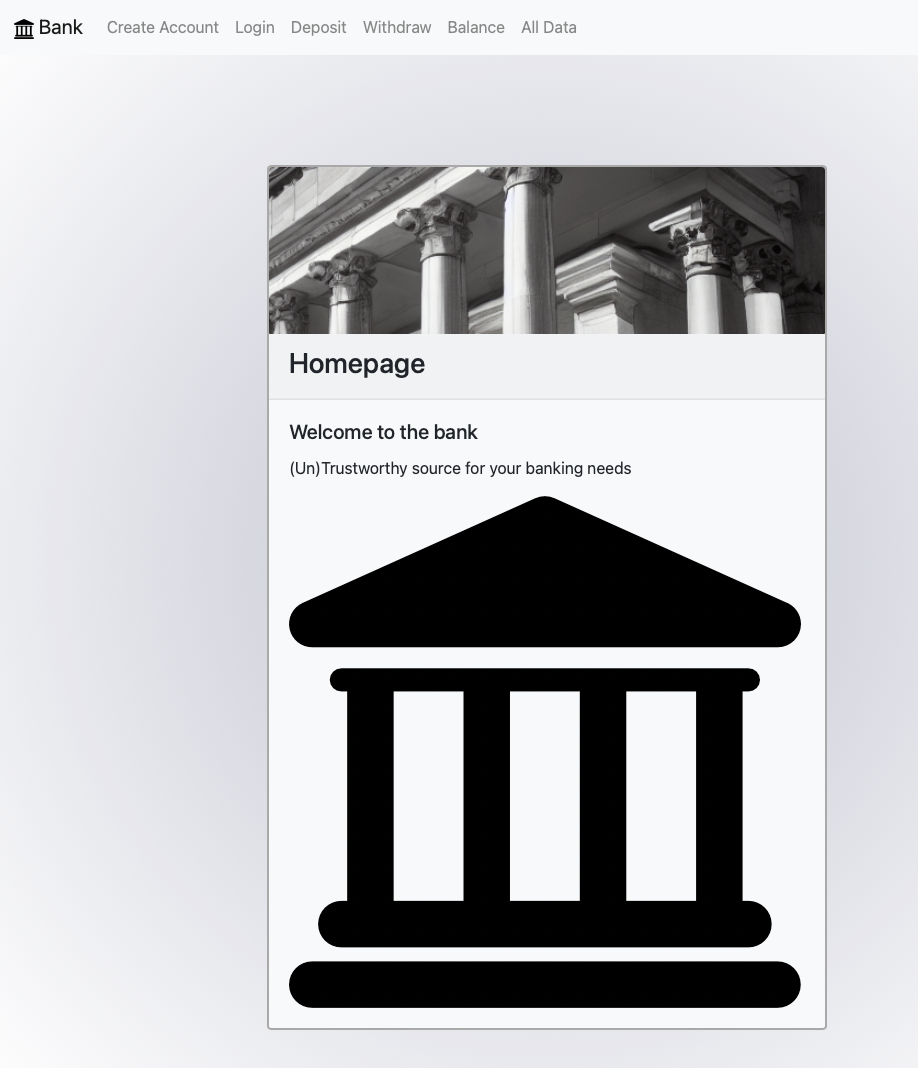 Bank Create Account Login Deposit Withdraw Balance All Data
Homepage
Welcome to the bank
(Un)Trustworthy source for your banking needs